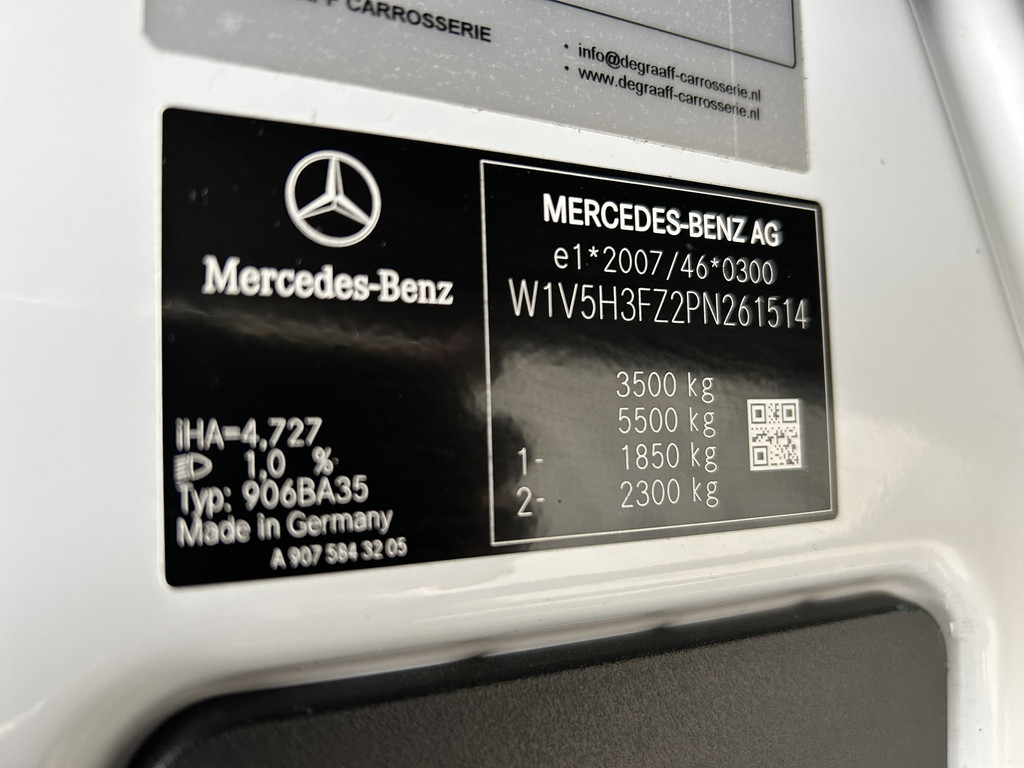 CARROSSERIE
• info@degraaff-carrosserie.nl
• www.degraaff-carrosserie.nl
Mercedes-Benz
MERCEDES-BENZ AG
e1*2007/46*0300
W1V5H3FZ2PN261514
3500 kg
5500 kg
1- 1850 kg
2- 2300 kg
iHA=4,727
1,0 %
Typ: 906BA35
Made in Germany
A 907 584 32 05